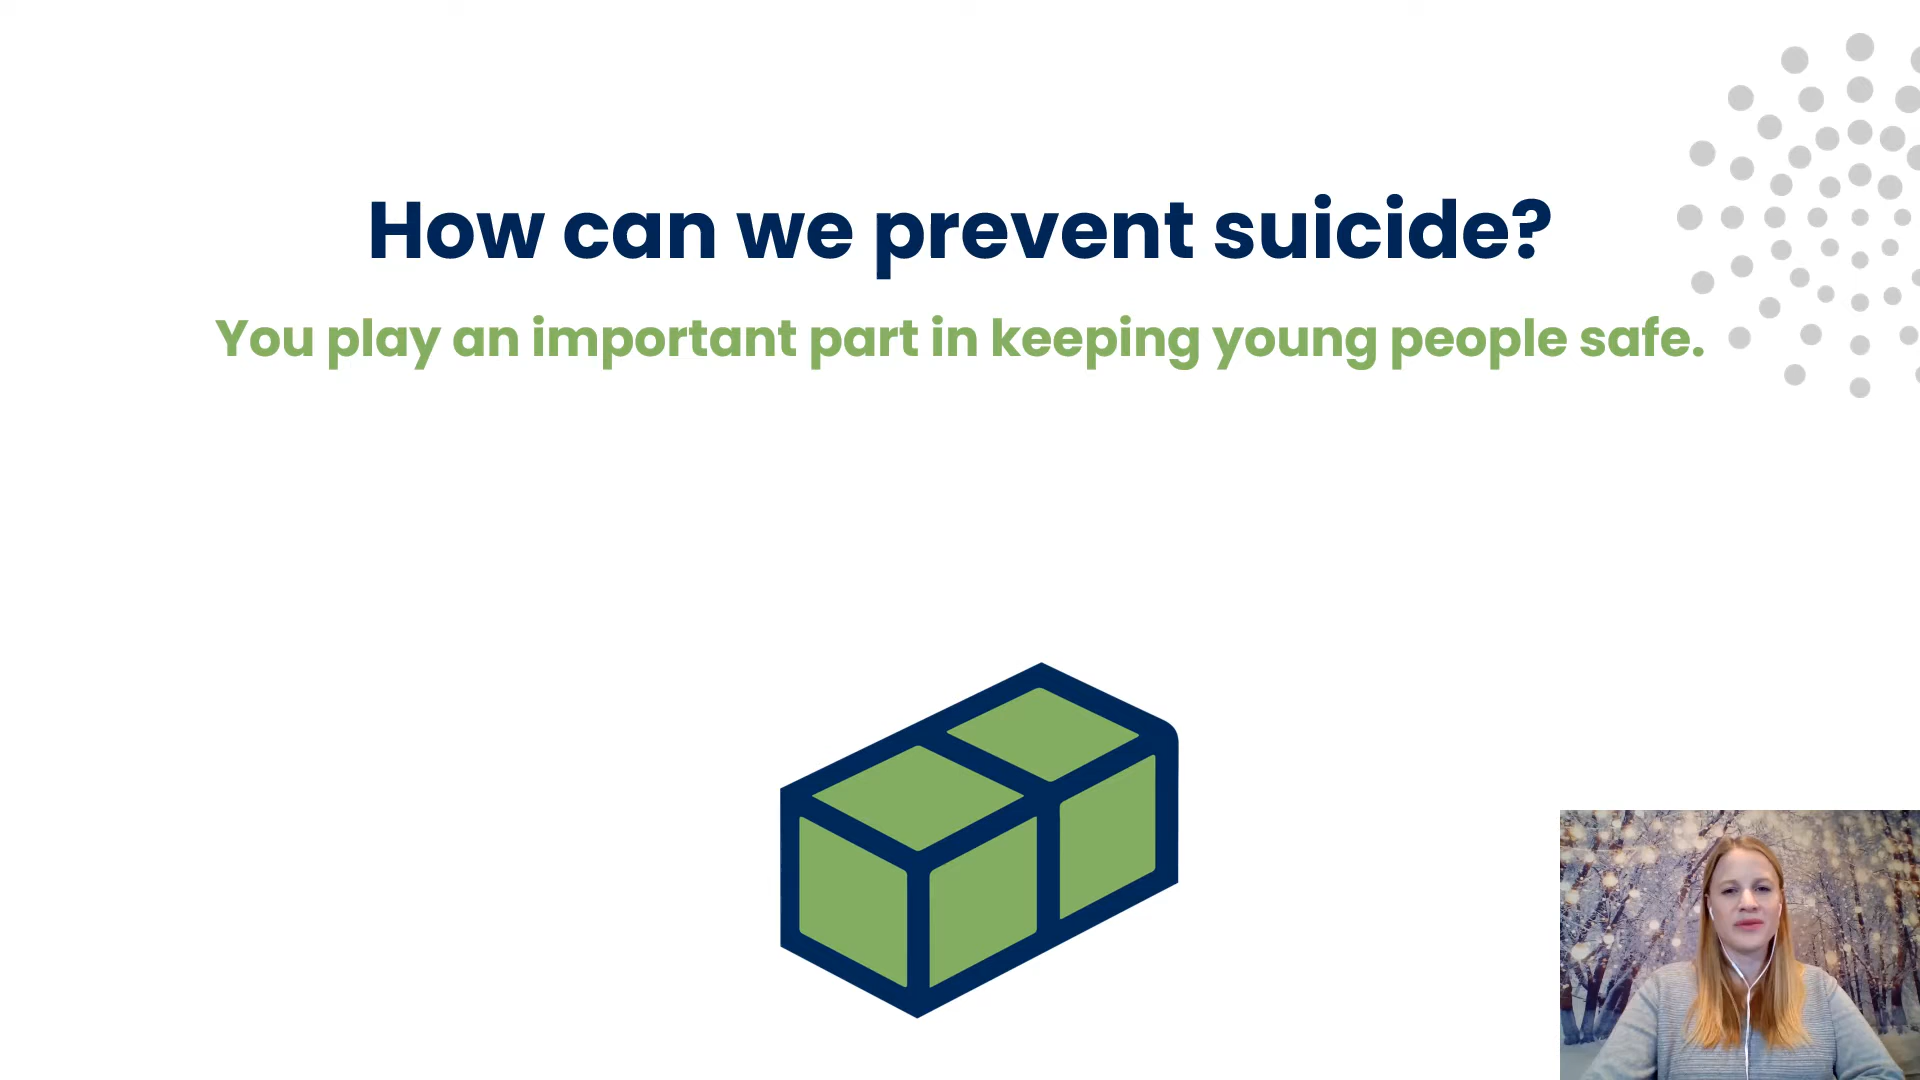 How can we prevent suicide?
You play an important part in keeping young people safe.